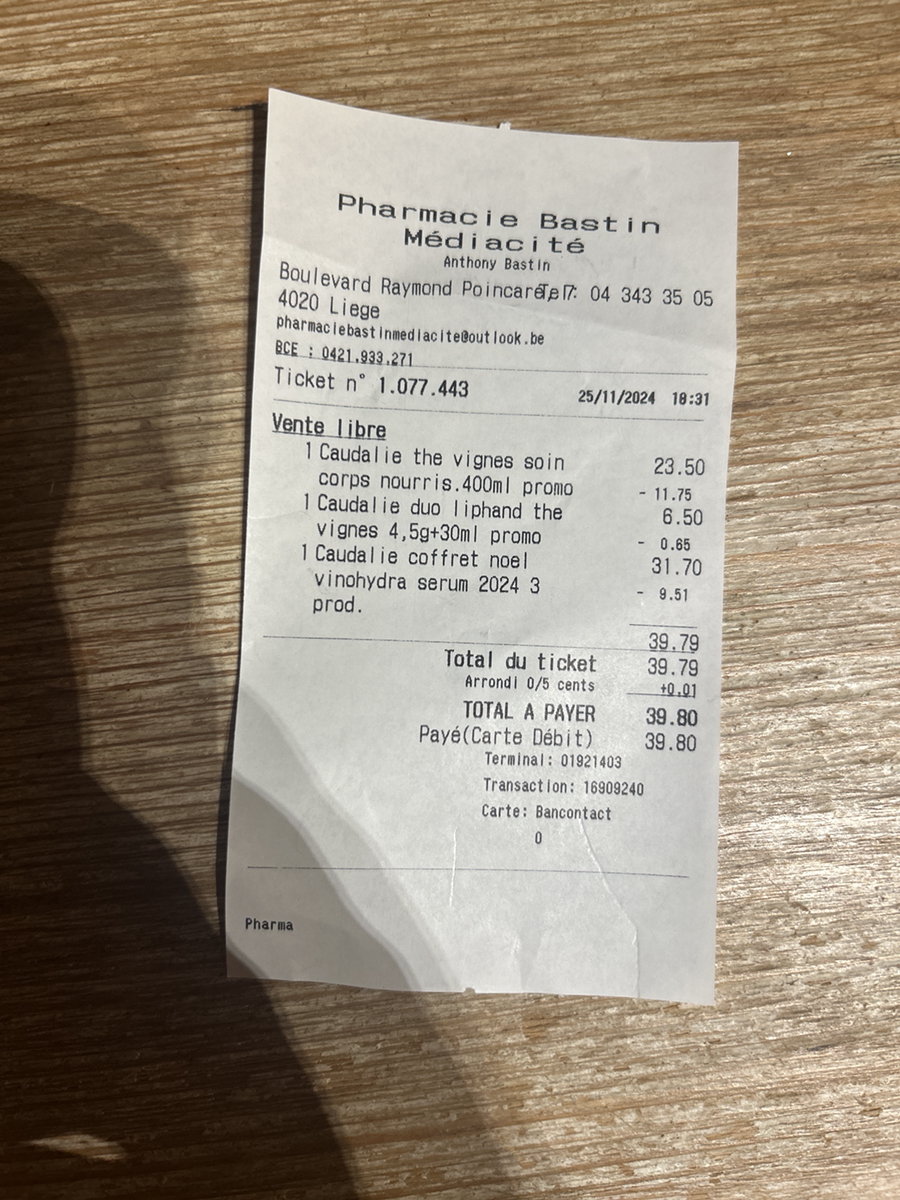 Pharmacie Bastin
Médiacité
Anthony Bastin
Boulevard Raymond Poincaré, 7 Tel: 04 343 35 05
4020 Liege
pharmaciebastinmediacite@outlook.be
BCE : 0421.933.271
Ticket n° 1.077.443 25/11/2024 18:31
Vente libre
1 Caudalie the vignes soin 23.50
corps nourris.400ml promo - 11.75
1 Caudalie duo liphand the 6.50
vignes 4,5g+30ml promo - 0.65
1 Caudalie coffret noel 31.70
vinohydra serum 2024 3 - 9.51
prod.
39.79
Total du ticket 39.79
Arrondi 0/5 cents +0.01
TOTAL A PAYER 39.80
Payé(Carte Débit) 39.80
Terminal: 01921403
Transaction: 16909240
Carte: Bancontact
0
Pharma